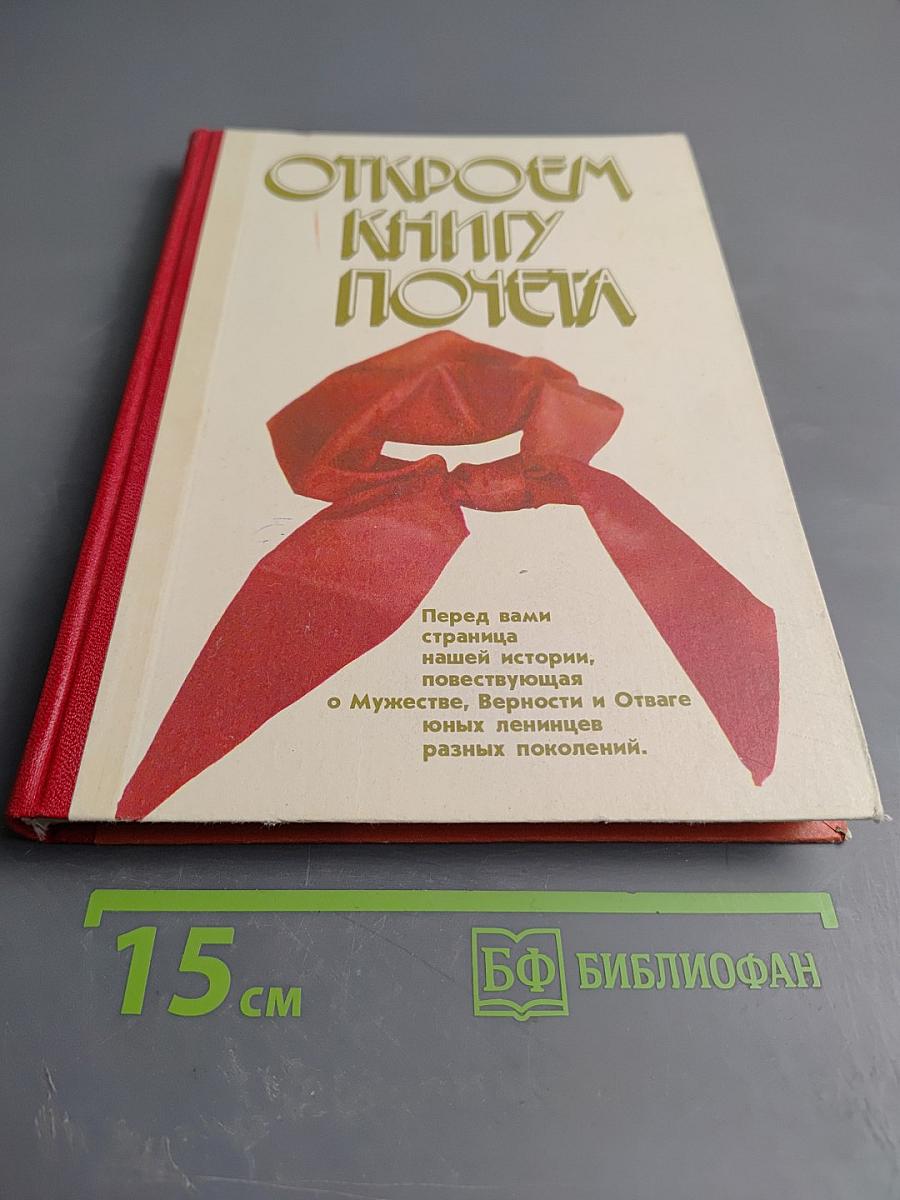 ОТКРОЕМ
КНИГУ
ПОЧЕТА
Перед вами
страница
нашей истории,
повествующая
о Мужестве, Верности и Отваге
юных ленинцев
разных поколений.
15 см
БФ БИБЛИОФАН